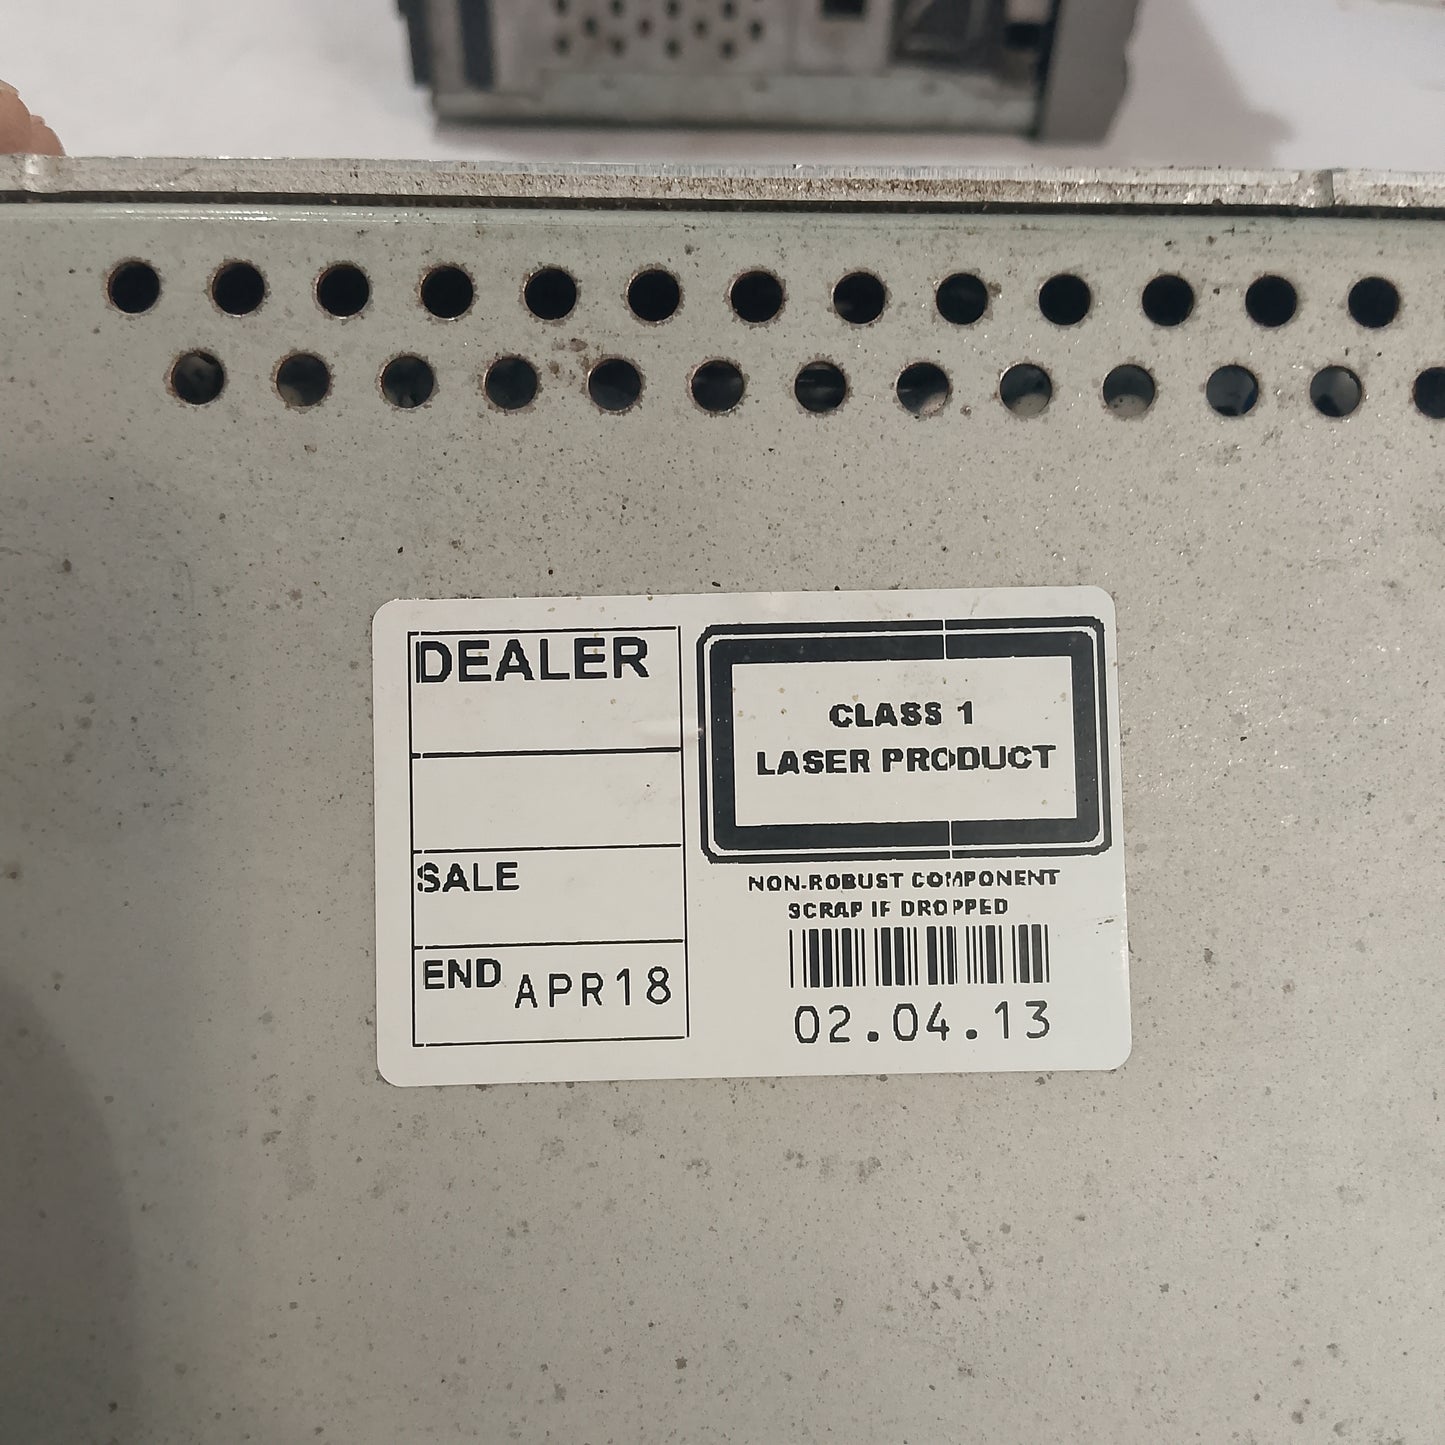 DEALER
SALE
END APR18
CLASS 1
LASER PRODUCT
NON-ROBUST COMPONENT
SCRAP IF DROPPED
02.04.13